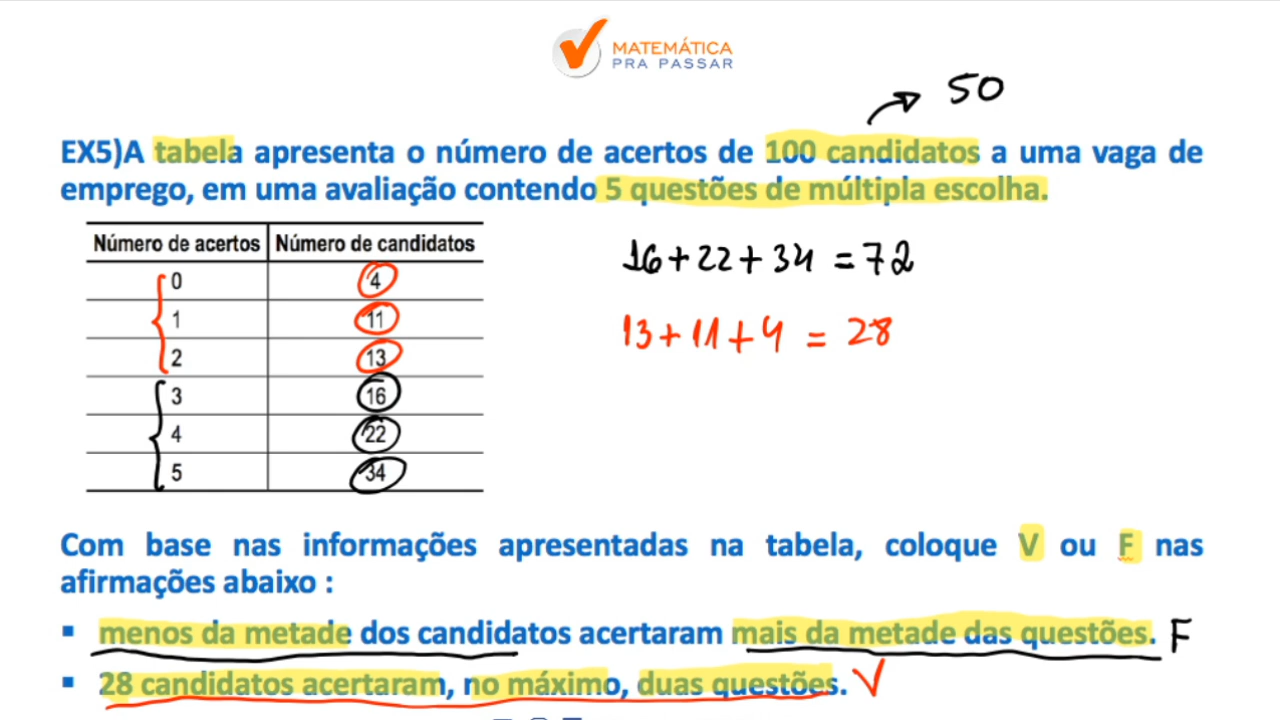 MATEMÁTICA
PRA PASSAR
50
EX5)A tabela apresenta o número de acertos de 100 candidatos a uma vaga de
emprego, em uma avaliação contendo 5 questões de múltipla escolha.
Número de acertos Número de candidatos
0 4
1 11
2 13
3 16
4 22
5 34
16+22+34 = 72
13+11+4 = 28
Com base nas informações apresentadas na tabela, coloque V ou F nas
afirmações abaixo :
▪ menos da metade dos candidatos acertaram mais da metade das questões. F
▪ 28 candidatos acertaram, no máximo, duas questões. V